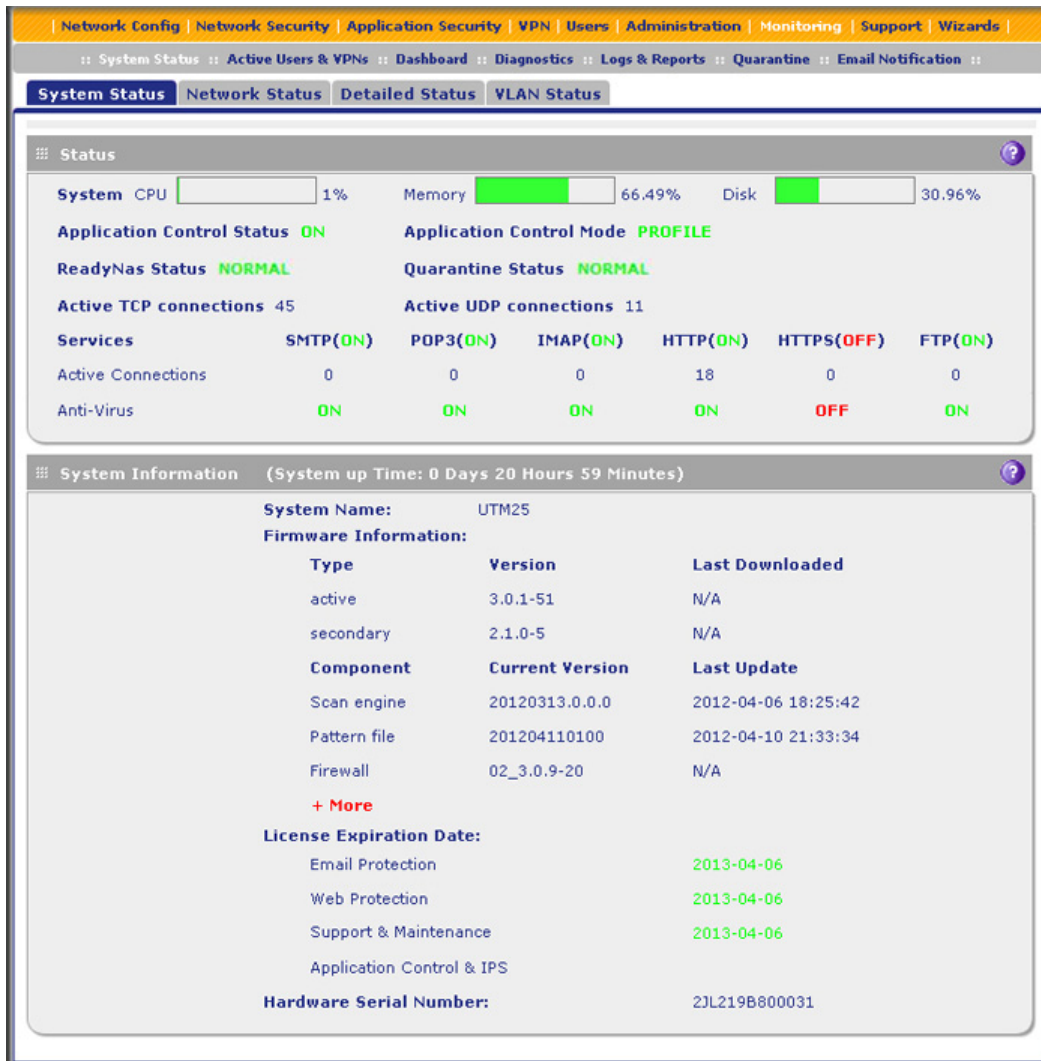 | Network Config | Network Security | Application Security | VPN | Users | Administration | Monitoring | Support | Wizards |
:: System Status :: Active Users & VPNs :: Dashboard :: Diagnostics :: Logs & Reports :: Quarantine :: Email Notification ::
System Status Network Status Detailed Status VLAN Status
Status ?
System CPU 1% Memory 66.49% Disk 30.96%
Application Control Status ON Application Control Mode PROFILE
ReadyNas Status NORMAL Quarantine Status NORMAL
Active TCP connections 45 Active UDP connections 11
Services SMTP(ON) POP3(ON) IMAP(ON) HTTP(ON) HTTPS(OFF) FTP(ON)
Active Connections 0 0 0 18 0 0
Anti-Virus ON ON ON ON OFF ON
System Information (System up Time: 0 Days 20 Hours 59 Minutes) ?
System Name: UTM25
Firmware Information:
Type Version Last Downloaded
active 3.0.1-51 N/A
secondary 2.1.0-5 N/A
Component Current Version Last Update
Scan engine 20120313.0.0.0 2012-04-06 18:25:42
Pattern file 201204110100 2012-04-10 21:33:34
Firewall 02_3.0.9-20 N/A
+ More
License Expiration Date:
Email Protection 2013-04-06
Web Protection 2013-04-06
Support & Maintenance 2013-04-06
Application Control & IPS
Hardware Serial Number: 2JL219B800031